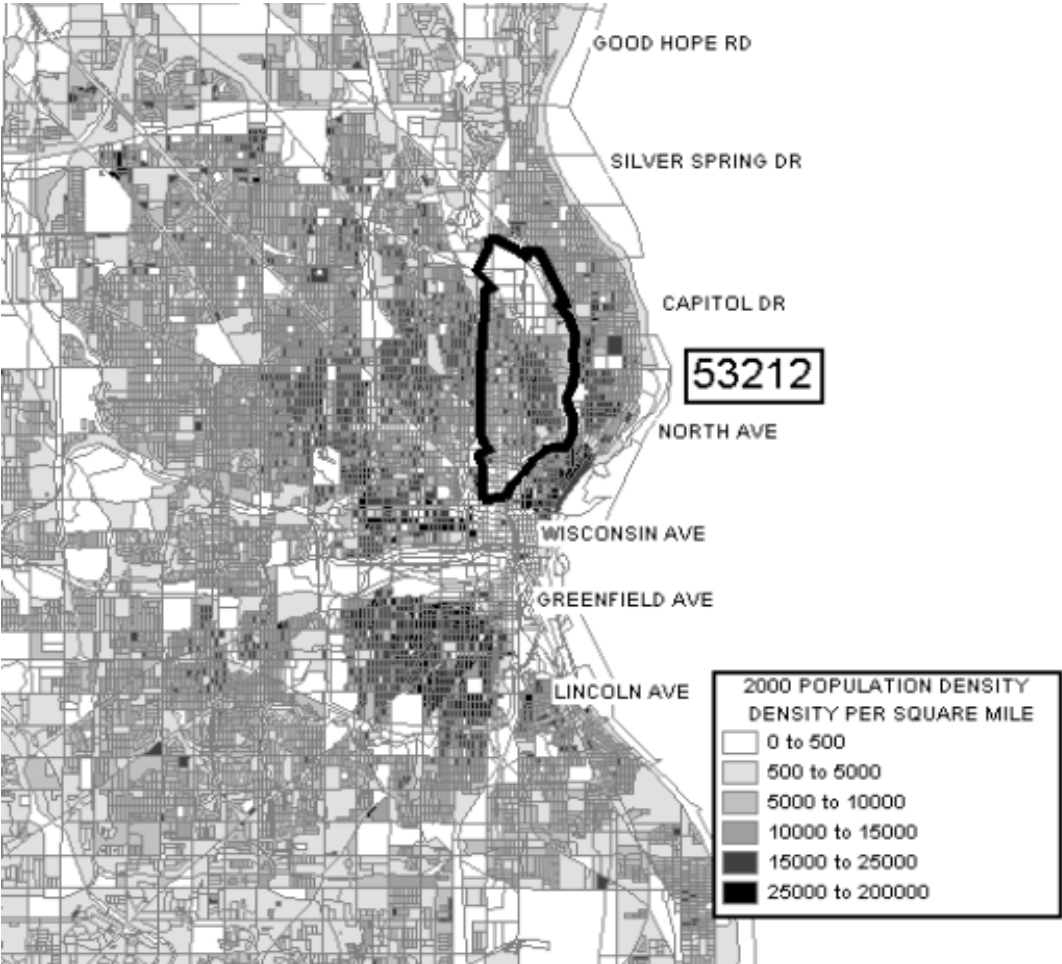 GOOD HOPE RD
SILVER SPRING DR
CAPITOL DR
53212
NORTH AVE
WISCONSIN AVE
GREENFIELD AVE
LINCOLN AVE
2000 POPULATION DENSITY
DENSITY PER SQUARE MILE
0 to 500
500 to 5000
5000 to 10000
10000 to 15000
15000 to 25000
25000 to 200000